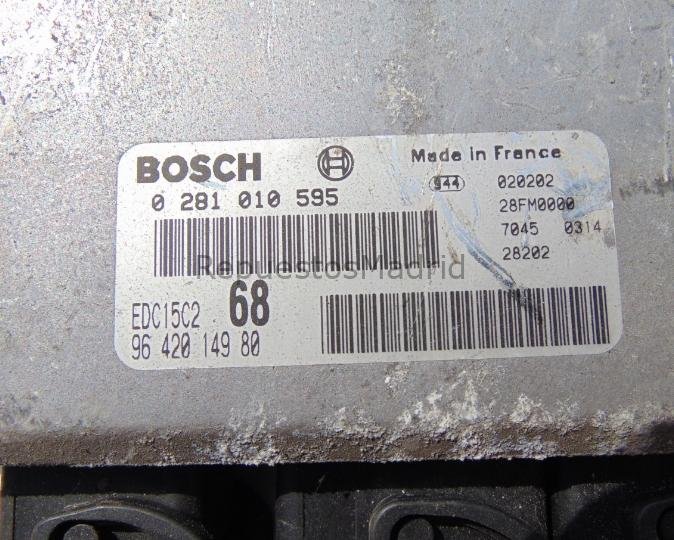 BOSCH
Made in France
0 281 010 595
944
020202
28FM0000
7045 0314
28202
RepuestosMadrid
EDC15C2
68
96 420 149 80